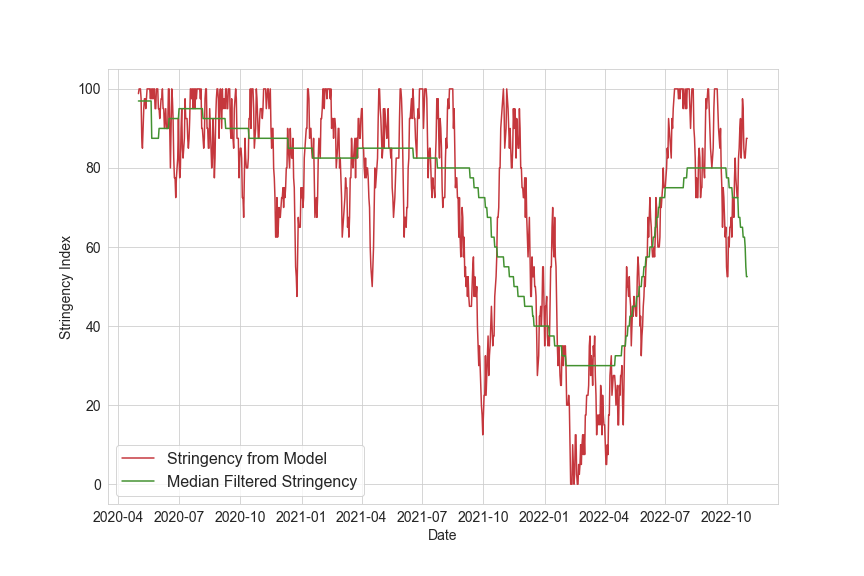 100
80
60
40
20
0
Stringency Index
Stringency from Model
Median Filtered Stringency
2020-04 2020-07 2020-10 2021-01 2021-04 2021-07 2021-10 2022-01 2022-04 2022-07 2022-10
Date